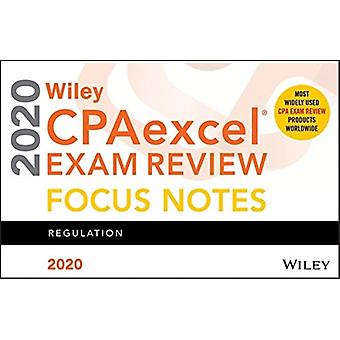 2020
Wiley
CPAexcel®
EXAM REVIEW
FOCUS NOTES
MOST
WIDELY USED
CPA EXAM REVIEW
PRODUCTS
WORLDWIDE
REGULATION
2020
WILEY